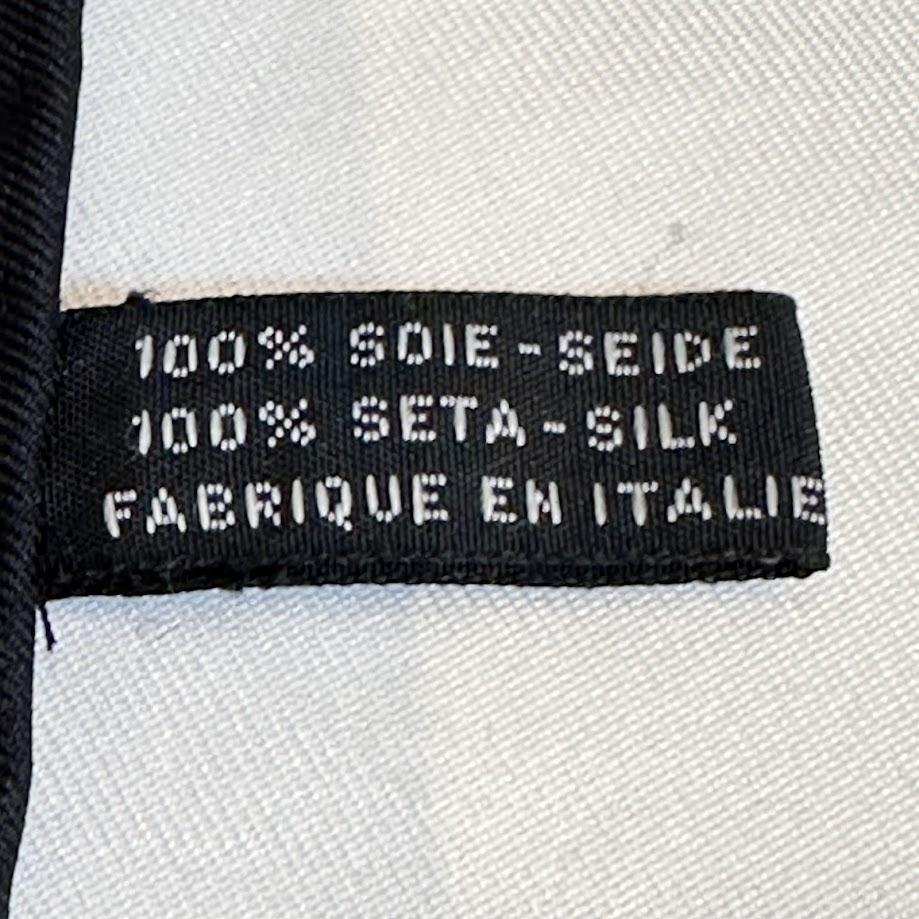 100% SOIE-SEIDE
100% SETA-SILK
FABRIQUE EN ITALIE